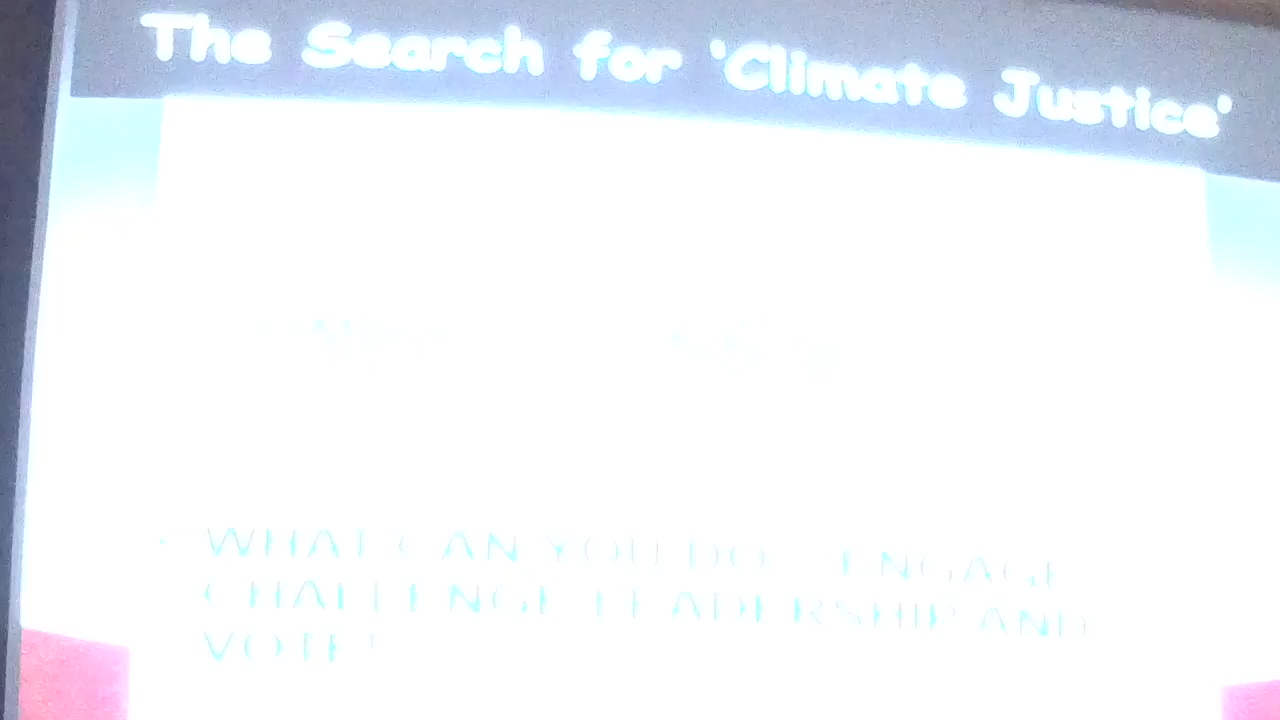 The Search for 'Climate Justice'
- WHAT CAN YOU DO ENGAGE
CHALLENGE LEADERSHIP AND
VOTE!